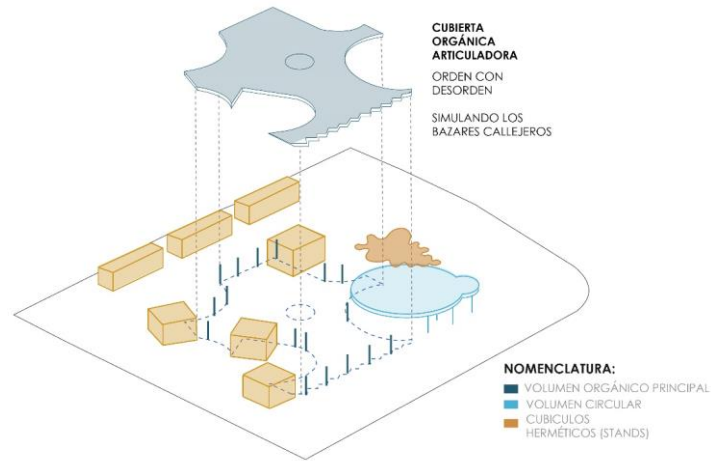 CUBIERTA
ORGÁNICA
ARTICULADORA
ORDEN CON
DESORDEN
SIMULANDO LOS
BAZARES CALLEJEROS
NOMENCLATURA:
VOLUMEN ORGÁNICO PRINCIPAL
VOLUMEN CIRCULAR
CUBICULOS
HERMÉTICOS (STANDS)